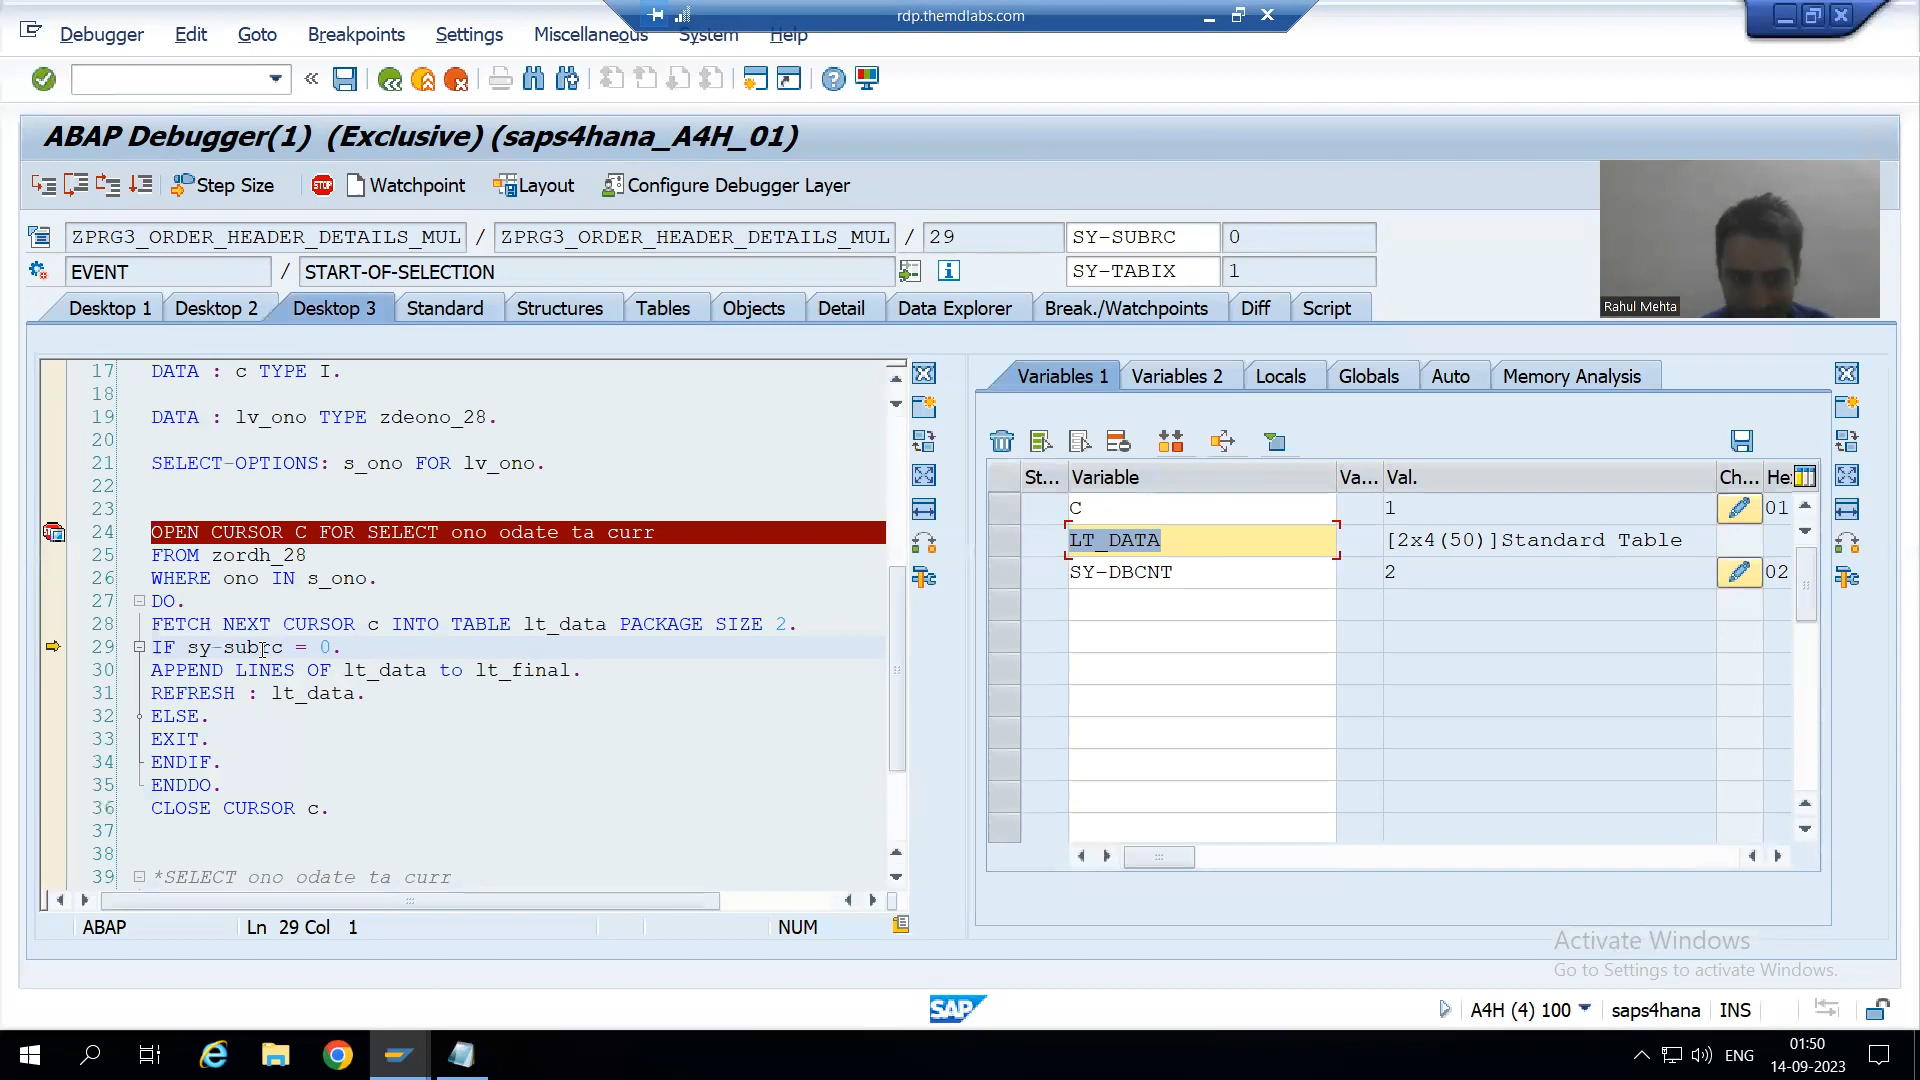 rdp.themdlabs.com
Debugger Edit Goto Breakpoints Settings Miscellaneous System Help
ABAP Debugger(1) (Exclusive) (saps4hana_A4H_01)
Step Size STOP Watchpoint Layout Configure Debugger Layer
ZPRG3_ORDER_HEADER_DETAILS_MUL / ZPRG3_ORDER_HEADER_DETAILS_MUL / 29 SY-SUBRC 0
EVENT / START-OF-SELECTION SY-TABIX 1
Rahul Mehta
Desktop 1 Desktop 2 Desktop 3 Standard Structures Tables Objects Detail Data Explorer Break./Watchpoints Diff Script
17 DATA : c TYPE I.
18
19 DATA : lv_ono TYPE zdeono_28.
20
21 SELECT-OPTIONS: s_ono FOR lv_ono.
22
23
24 OPEN CURSOR C FOR SELECT ono odate ta curr
25 FROM zordh_28
26 WHERE ono IN s_ono.
27 DO.
28 FETCH NEXT CURSOR c INTO TABLE lt_data PACKAGE SIZE 2.
29 IF sy-subrc = 0.
30 APPEND LINES OF lt_data to lt_final.
31 REFRESH : lt_data.
32 ELSE.
33 EXIT.
34 ENDIF.
35 ENDDO.
36 CLOSE CURSOR c.
37
38
39 *SELECT ono odate ta curr
ABAP Ln 29 Col 1 NUM
Variables 1 Variables 2 Locals Globals Auto Memory Analysis
St... Variable Va... Val. Ch... He
C 1 01
LT_DATA [2x4(50)]Standard Table
SY-DBCNT 2 02
Activate Windows
Go to Settings to activate Windows.
SAP
A4H (4) 100 saps4hana INS
ENG
01:50
14-09-2023